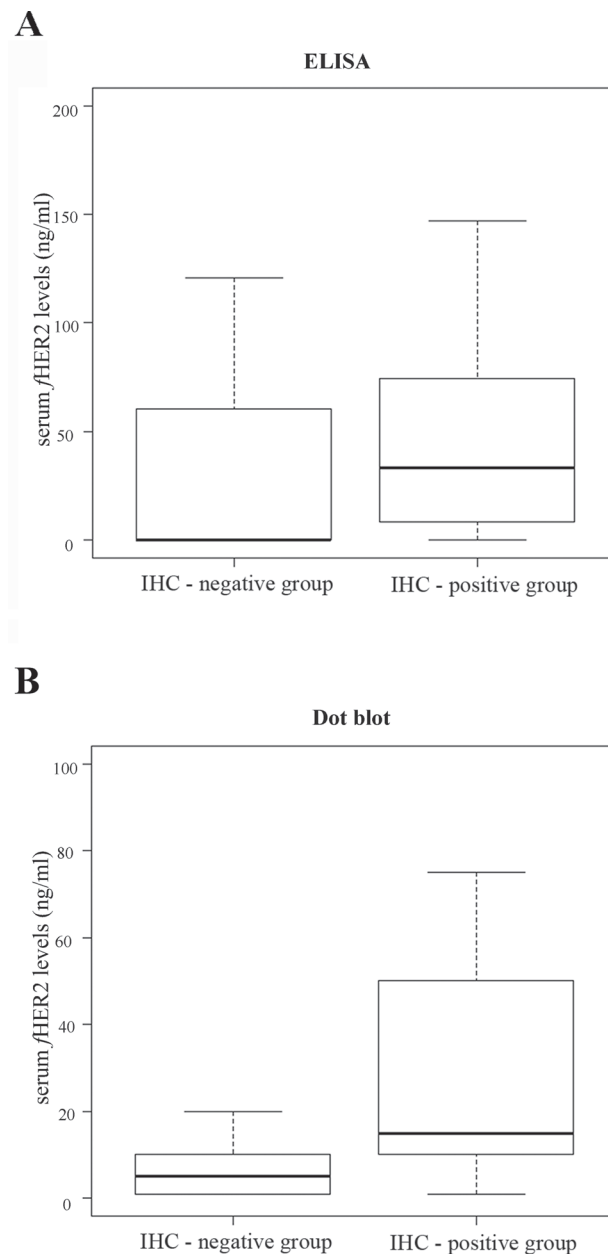 A
ELISA
serum fHER2 levels (ng/ml)
200
150
100
50
0
IHC - negative group
IHC - positive group
B
Dot blot
serum fHER2 levels (ng/ml)
100
80
60
40
20
0
IHC - negative group
IHC - positive group